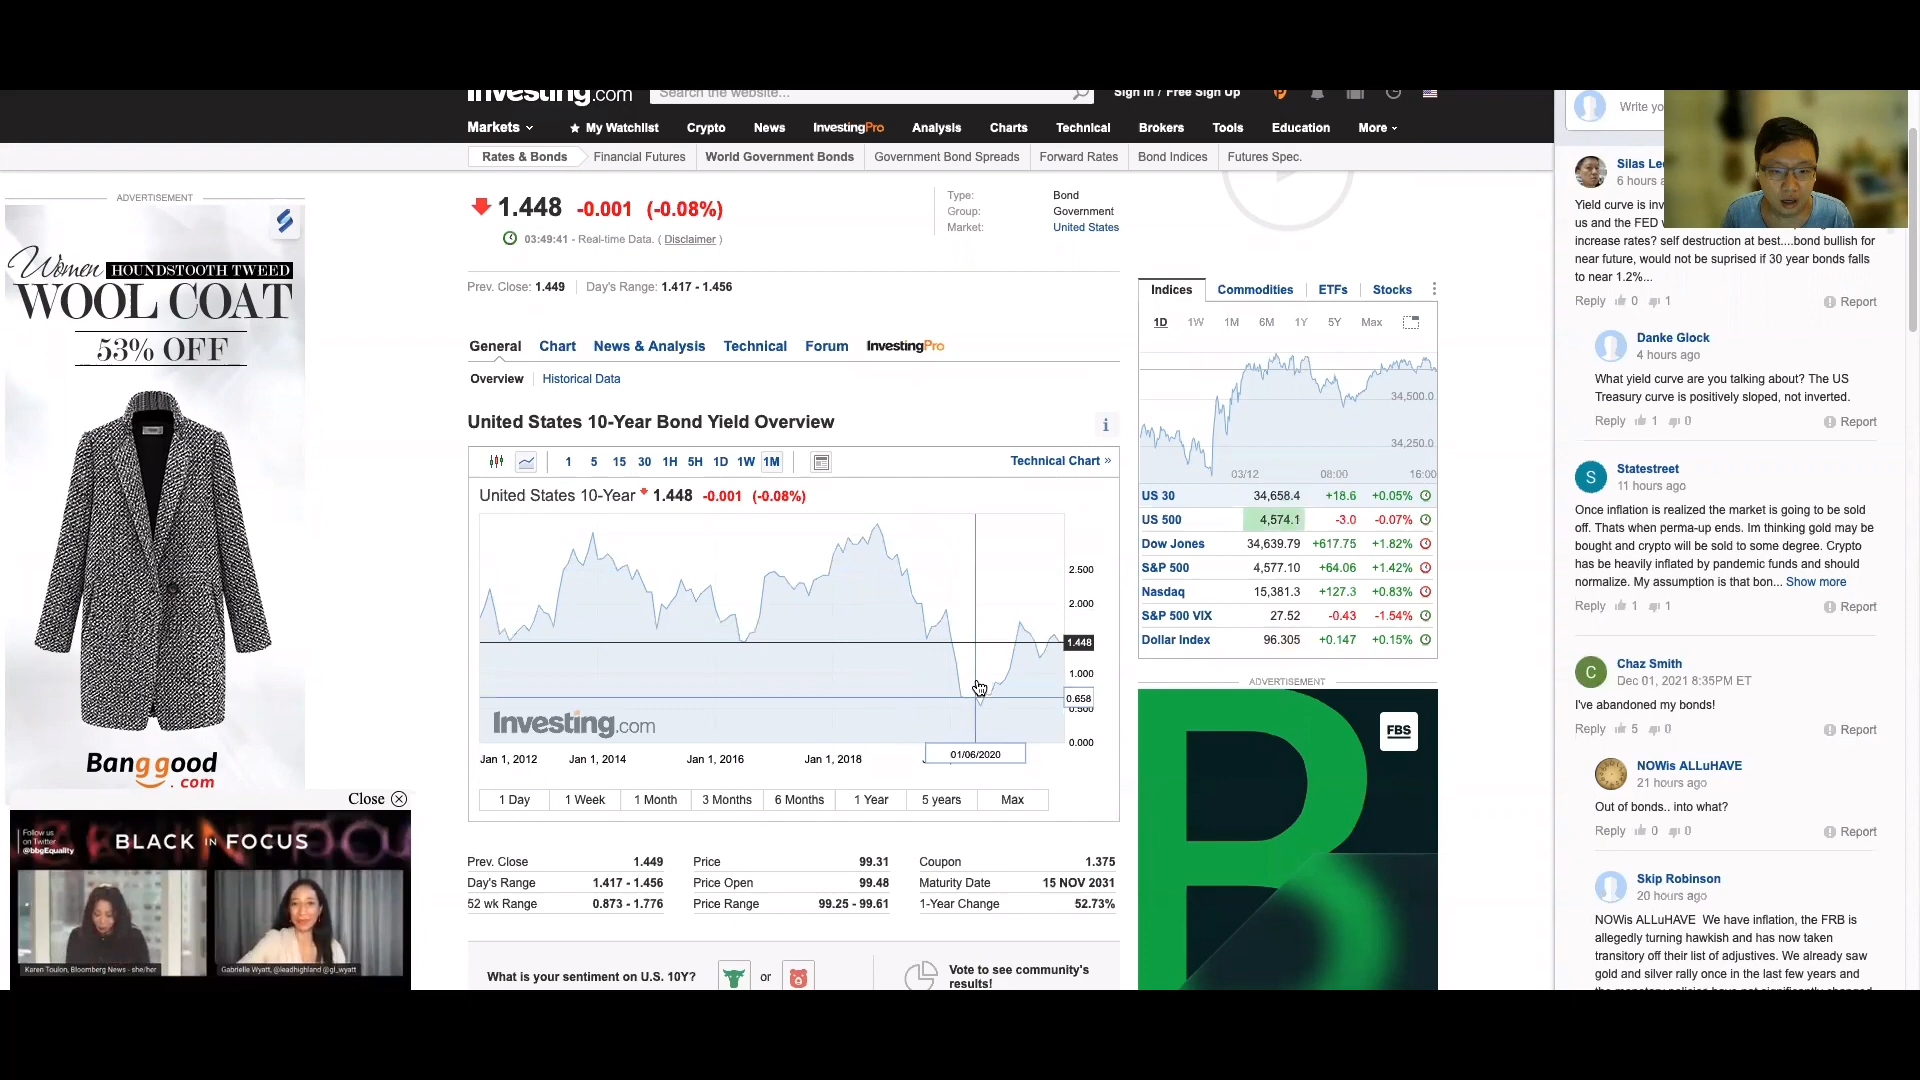 Investing.com
Search the website...
Sign In / Free Sign Up
Markets
My Watchlist
Crypto
News
InvestingPro
Analysis
Charts
Technical
Brokers
Tools
Education
More
Rates & Bonds
Financial Futures
World Government Bonds
Government Bond Spreads
Forward Rates
Bond Indices
Futures Spec.
ADVERTISEMENT
Women HOUNDSTOOTH TWEED
WOOL COAT
53% OFF
Banggood
.com
Close
Follow us
on Twitter
@bbgEquality
BLACK IN FOCUS
Karen Toulon, Bloomberg News - she/her
Gabrielle Wyatt, @leadhighland @gl_wyatt
1.448 -0.001 (-0.08%)
03:49:41 - Real-time Data. ( Disclaimer )
Type: Bond
Group: Government
Market: United States
Prev. Close: 1.449 Day's Range: 1.417 - 1.456
General Chart News & Analysis Technical Forum InvestingPro
Overview Historical Data
United States 10-Year Bond Yield Overview
i
1 5 15 30 1H 5H 1D 1W 1M
Technical Chart »
United States 10-Year 1.448 -0.001 (-0.08%)
2.500
2.000
1.448
1.000
0.658
0.500
0.000
Investing.com
Jan 1, 2012 Jan 1, 2014 Jan 1, 2016 Jan 1, 2018
01/06/2020
1 Day 1 Week 1 Month 3 Months 6 Months 1 Year 5 years Max
Prev. Close 1.449 Price 99.31 Coupon 1.375
Day's Range 1.417 - 1.456 Price Open 99.48 Maturity Date 15 NOV 2031
52 wk Range 0.873 - 1.776 Price Range 99.25 - 99.61 1-Year Change 52.73%
What is your sentiment on U.S. 10Y? or
Vote to see community's
results!
Indices Commodities ETFs Stocks
1D 1W 1M 6M 1Y 5Y Max
34,500.0
34,250.0
03/12 08:00 16:00
US 30 34,658.4 +18.6 +0.05%
US 500 4,574.1 -3.0 -0.07%
Dow Jones 34,639.79 +617.75 +1.82%
S&P 500 4,577.10 +64.06 +1.42%
Nasdaq 15,381.3 +127.3 +0.83%
S&P 500 VIX 27.52 -0.43 -1.54%
Dollar Index 96.305 +0.147 +0.15%
ADVERTISEMENT
FBS
Write yo
Silas Le
6 hours a
Yield curve is inv
us and the FED
increase rates? self destruction at best....bond bullish for
near future, would not be suprised if 30 year bonds falls
to near 1.2%...
Reply 0 1 Report
Danke Glock
4 hours ago
What yield curve are you talking about? The US
Treasury curve is positively sloped, not inverted.
Reply 1 0 Report
S
Statestreet
11 hours ago
Once inflation is realized the market is going to be sold
off. Thats when perma-up ends. Im thinking gold may be
bought and crypto will be sold to some degree. Crypto
has be heavily inflated by pandemic funds and should
normalize. My assumption is that bon... Show more
Reply 1 1 Report
C
Chaz Smith
Dec 01, 2021 8:35PM ET
I've abandoned my bonds!
Reply 5 0 Report
NOWis ALLuHAVE
21 hours ago
Out of bonds.. into what?
Reply 0 0 Report
Skip Robinson
20 hours ago
NOWis ALLuHAVE We have inflation, the FRB is
allegedly turning hawkish and has now taken
transitory off their list of adjustives. We already saw
gold and silver rally once in the last few years and